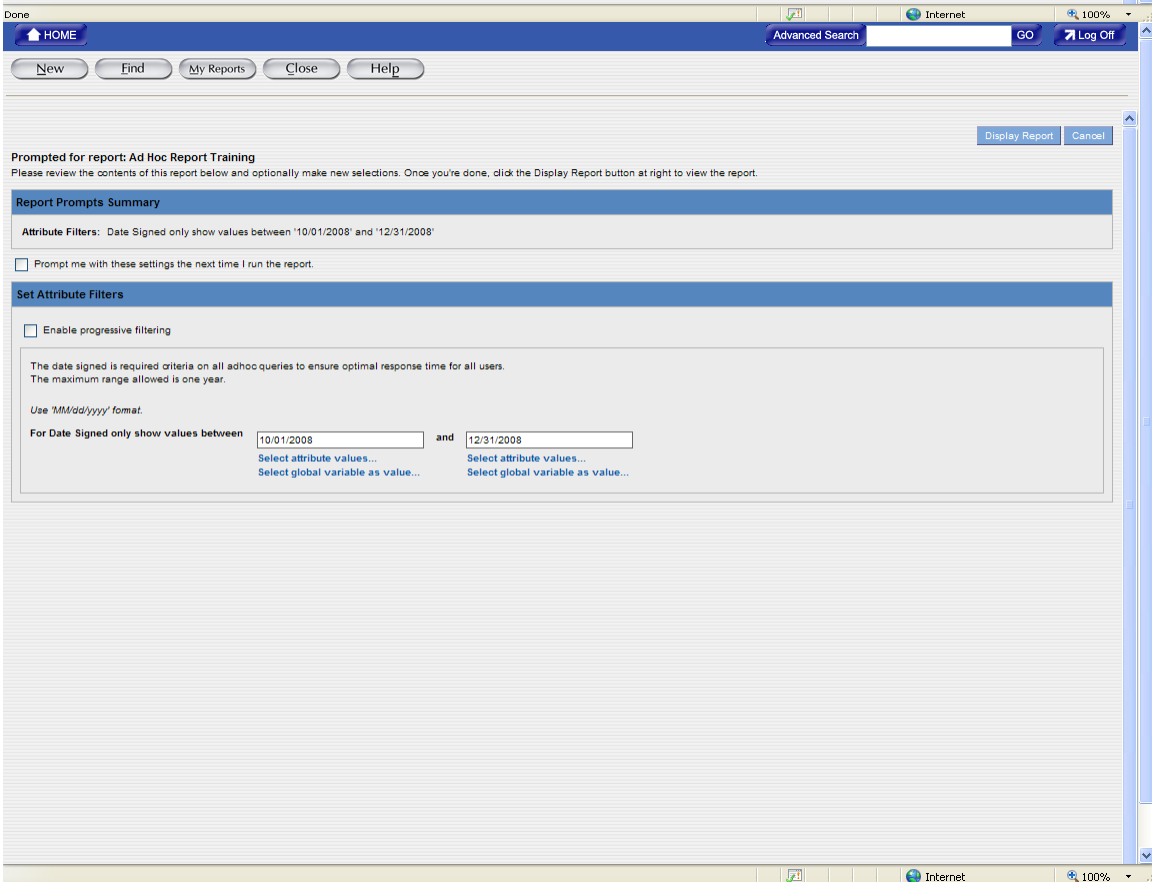 Done Internet 100%
HOME Advanced Search GO Log Off
New Find My Reports Close Help
Display Report Cancel
Prompted for report: Ad Hoc Report Training
Please review the contents of this report below and optionally make new selections. Once you're done, click the Display Report button at right to view the report.
Report Prompts Summary
Attribute Filters: Date Signed only show values between '10/01/2008' and '12/31/2008'
Prompt me with these settings the next time I run the report.
Set Attribute Filters
Enable progressive filtering
The date signed is required criteria on all adhoc queries to ensure optimal response time for all users.
The maximum range allowed is one year.
Use 'MM/dd/yyyy' format.
For Date Signed only show values between 10/01/2008 and 12/31/2008
Select attribute values... Select attribute values...
Select global variable as value... Select global variable as value...
Internet 100%